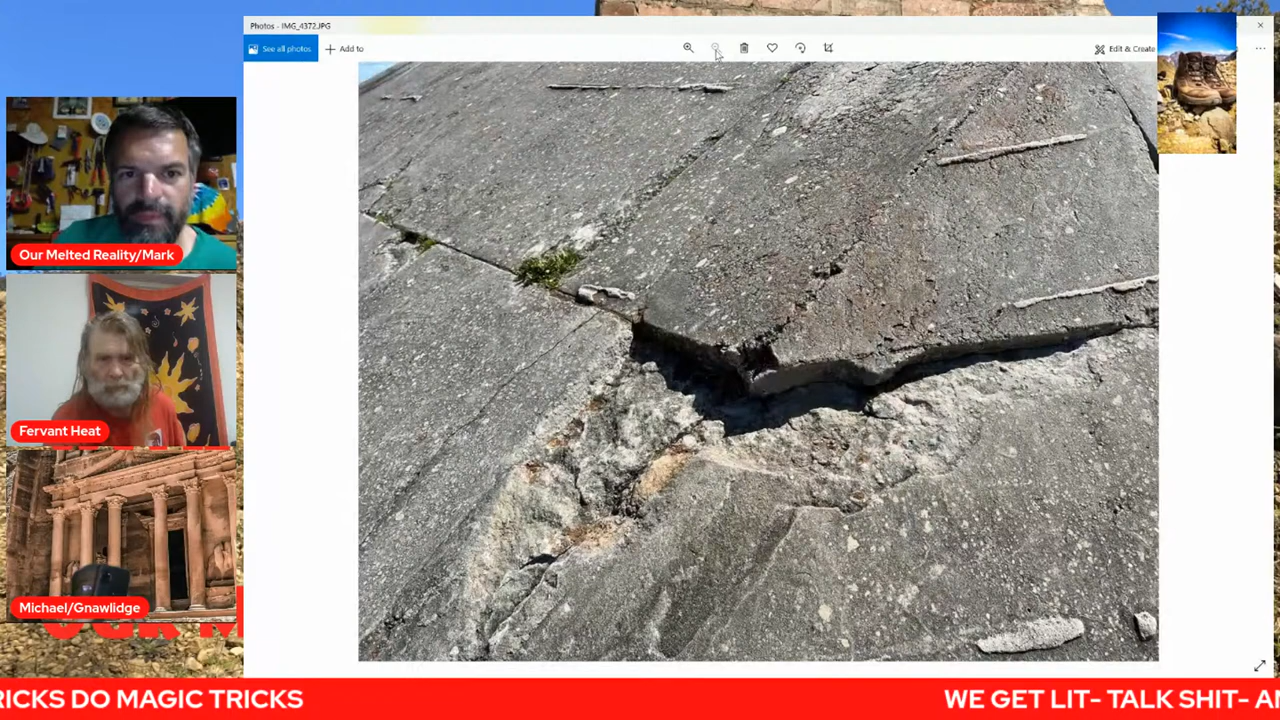 Photos - IMG_4372.JPG
See all photos
Add to
Edit & Create
Our Melted Reality/Mark
Fervant Heat
Michael/Gnawlidge
RICKS DO MAGIC TRICKS
WE GET LIT- TALK SHIT- AN